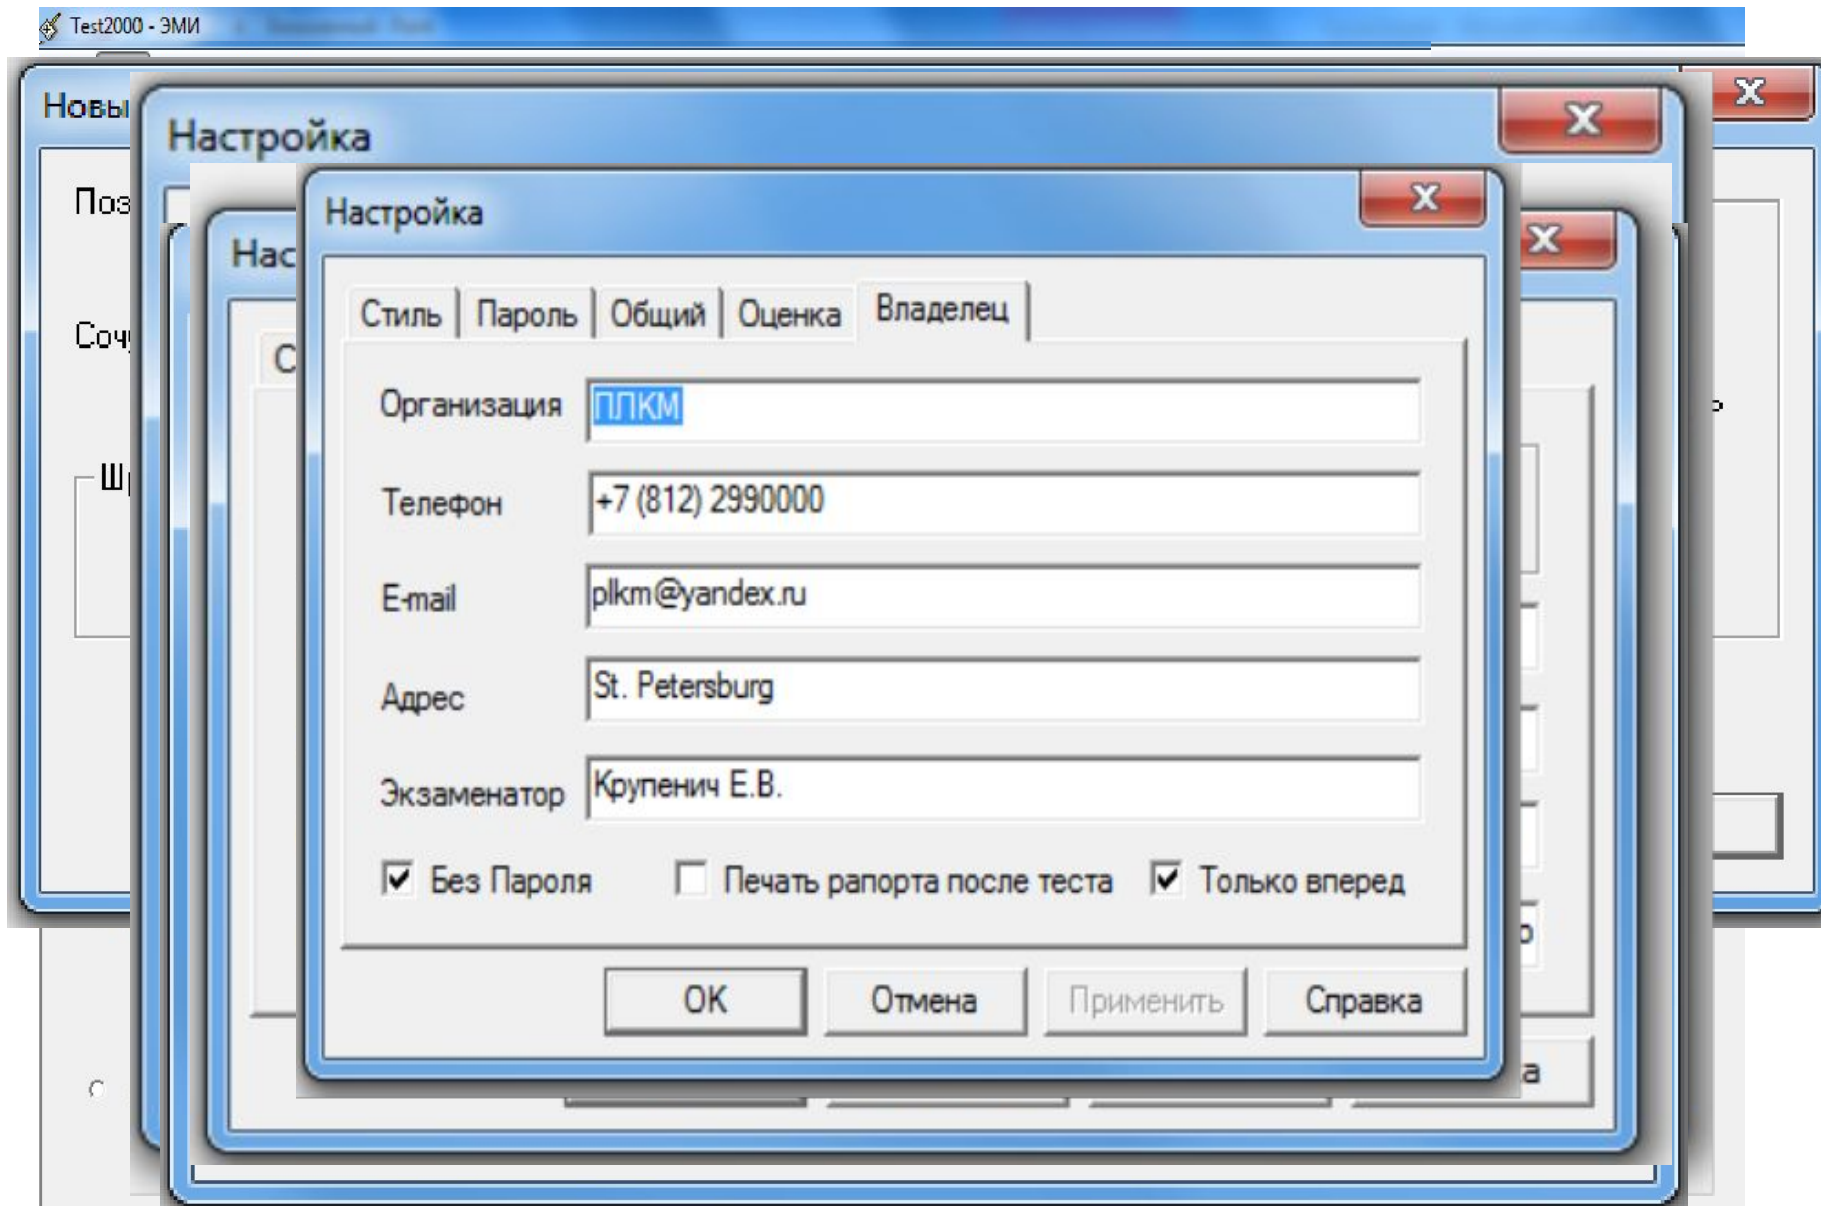 Test2000 - ЭМИ
Новы
Настройка
Поз
Настройка
Нас
Стиль Пароль Общий Оценка Владелец
Соч
С
Организация ПЛКМ
Телефон +7 (812) 2990000
Ш
E-mail plkm@yandex.ru
Адрес St. Petersburg
Экзаменатор Крупенич Е.В.
Без Пароля Печать рапорта после теста Только вперед
OK Отмена Применить Справка
а